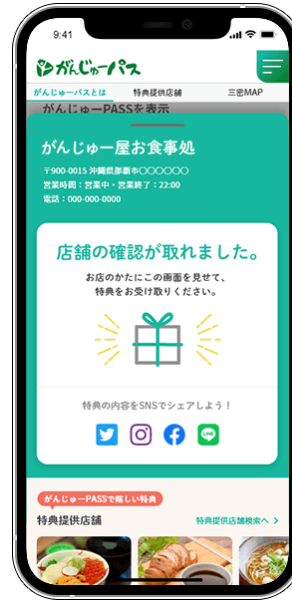 9:41
がんじゅーパス
がんじゅーパスとは 特典提供店舗 三密MAP
がんじゅーPASSを表示
がんじゅー屋お食事処
〒900-0015 沖縄県那覇市〇〇〇〇〇〇
営業時間:営業中・営業終了:22:00
電話:000-000-0000
店舗の確認が取れました。
お店のかたにこの画面を見せて、
特典をお受け取りください。
特典の内容をSNSでシェアしよう！
LINE
がんじゅーPASSで嬉しい特典
特典提供店舗 特典提供店舗検索へ